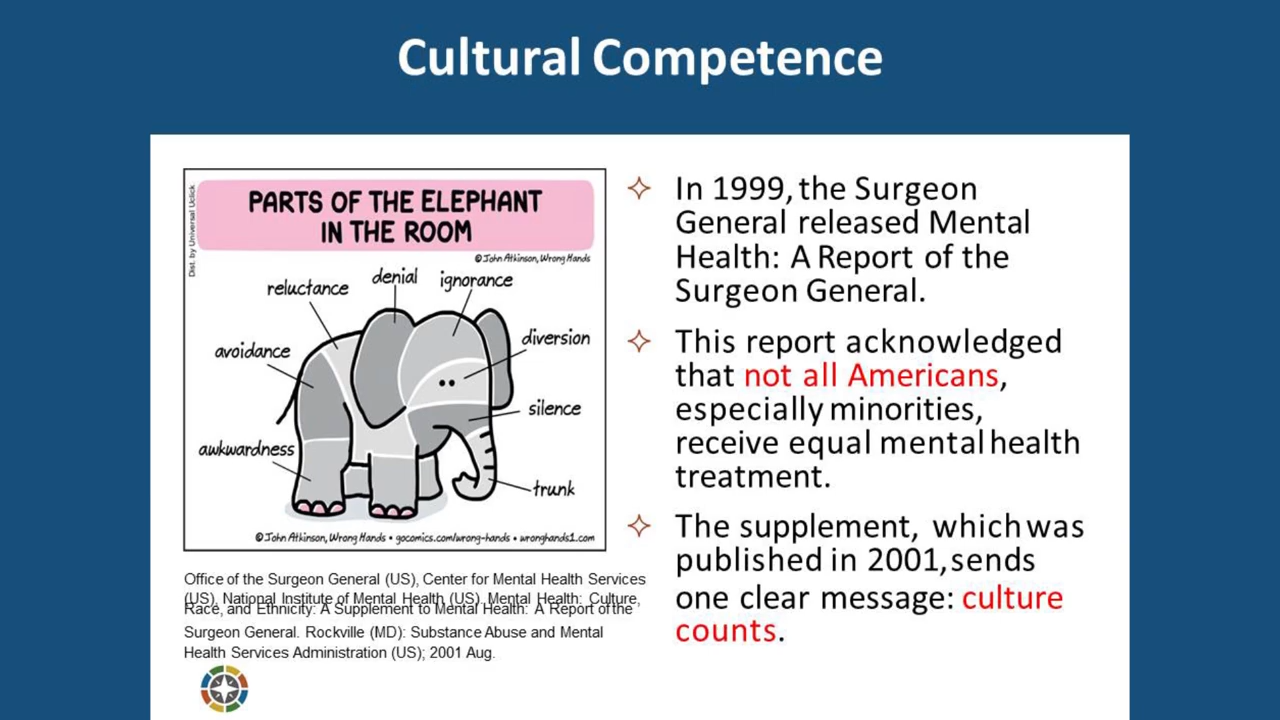 Cultural Competence
Dist. by Universal Uclick
PARTS OF THE ELEPHANT
IN THE ROOM
© John Atkinson, Wrong Hands
reluctance
denial
ignorance
avoidance
diversion
silence
awkwardness
trunk
© John Atkinson, Wrong Hands • gocomics.com/wrong-hands • wronghands1.com
Office of the Surgeon General (US), Center for Mental Health Services
(US), National Institute of Mental Health (US). Mental Health: Culture,
Race, and Ethnicity: A Supplement to Mental Health: A Report of the
Surgeon General. Rockville (MD): Substance Abuse and Mental
Health Services Administration (US); 2001 Aug.
In 1999, the Surgeon
General released Mental
Health: A Report of the
Surgeon General.
This report acknowledged
that not all Americans,
especially minorities,
receive equal mental health
treatment.
The supplement, which was
published in 2001, sends
one clear message: culture
counts.